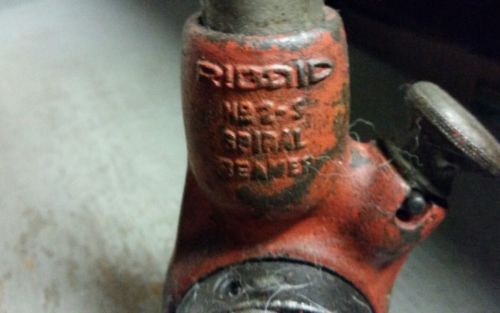 RIDGID
No 2-S
SPIRAL
REAMER